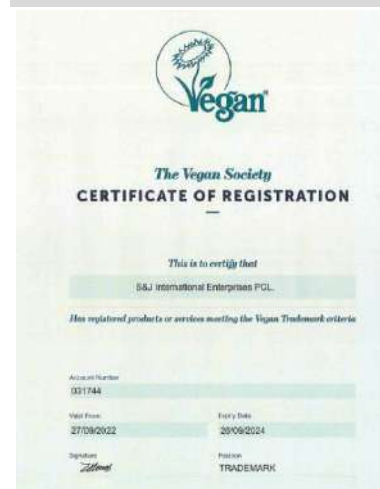 Vegan
The Vegan Society
CERTIFICATE OF REGISTRATION
This is to certify that
S&J International Enterprises PCL.
Has registered products or services meeting the Vegan Trademark criteria
Account Number
031744
Valid From
Expiry Date
27/09/2022
26/09/2024
Signature
Position
TRADEMARK